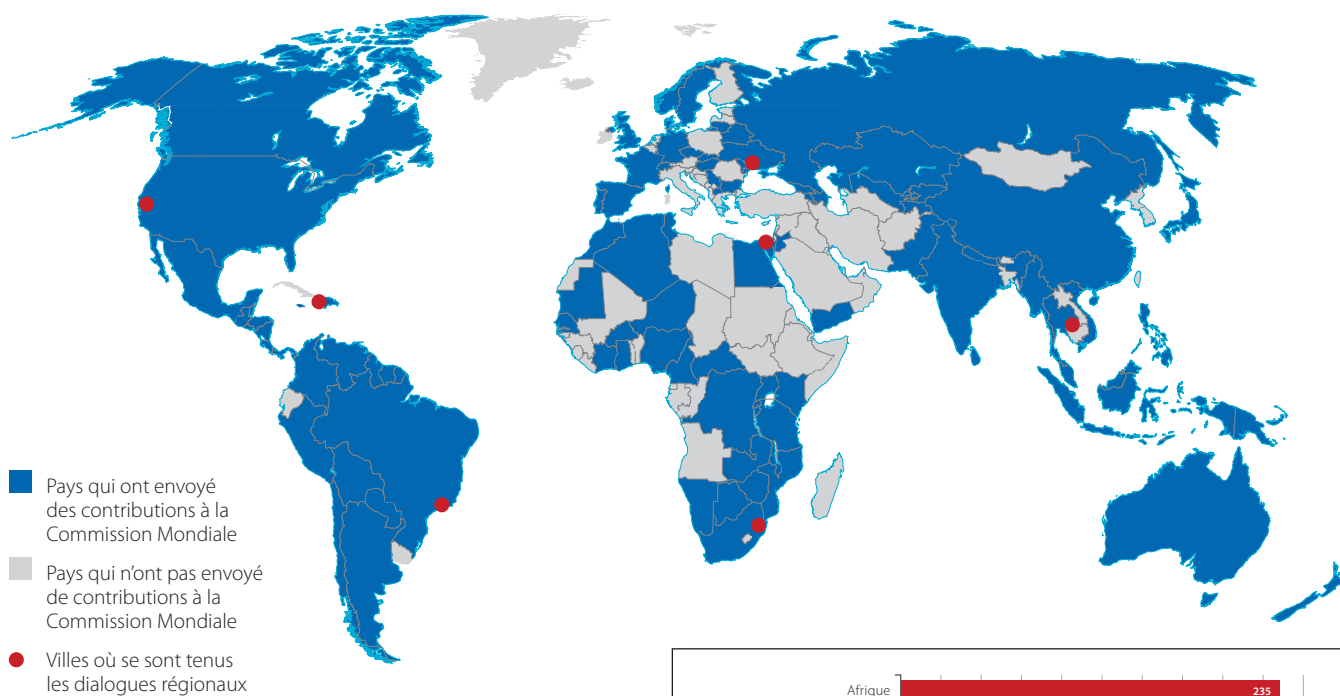 Pays qui ont envoyé
des contributions à la
Commission Mondiale
Pays qui n'ont pas envoyé
de contributions à la
Commission Mondiale
Villes où se sont tenus
les dialogues régionaux
Afrique
235